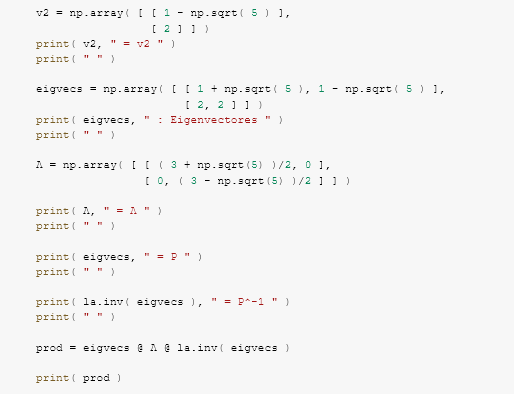 v2 = np.array( [ [ 1 - np.sqrt( 5 ) ],
[ 2 ] ] )
print( v2, " = v2 " )
print( " " )
eigvecs = np.array( [ [ 1 + np.sqrt( 5 ), 1 - np.sqrt( 5 ) ],
[ 2, 2 ] ] )
print( eigvecs, " : Eigenvectores " )
print( " " )
Λ = np.array( [ [ ( 3 + np.sqrt(5) )/2, 0 ],
[ 0, ( 3 - np.sqrt(5) )/2 ] ] )
print( Λ, " = Λ " )
print( " " )
print( eigvecs, " = P " )
print( " " )
print( la.inv( eigvecs ), " = P^-1 " )
print( " " )
prod = eigvecs @ Λ @ la.inv( eigvecs )
print( prod )